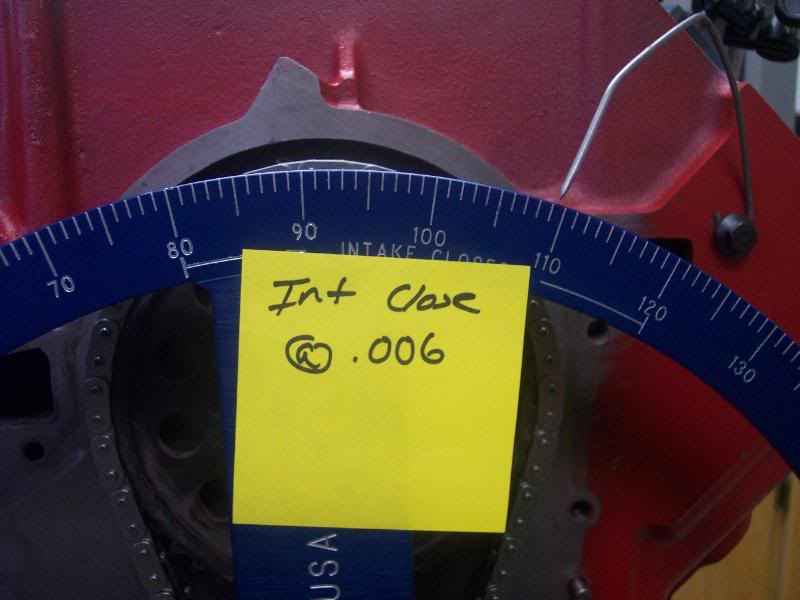 70 80 90 100 110 120 130
INTAKE CLOSES
Int Close
@ .006
USA